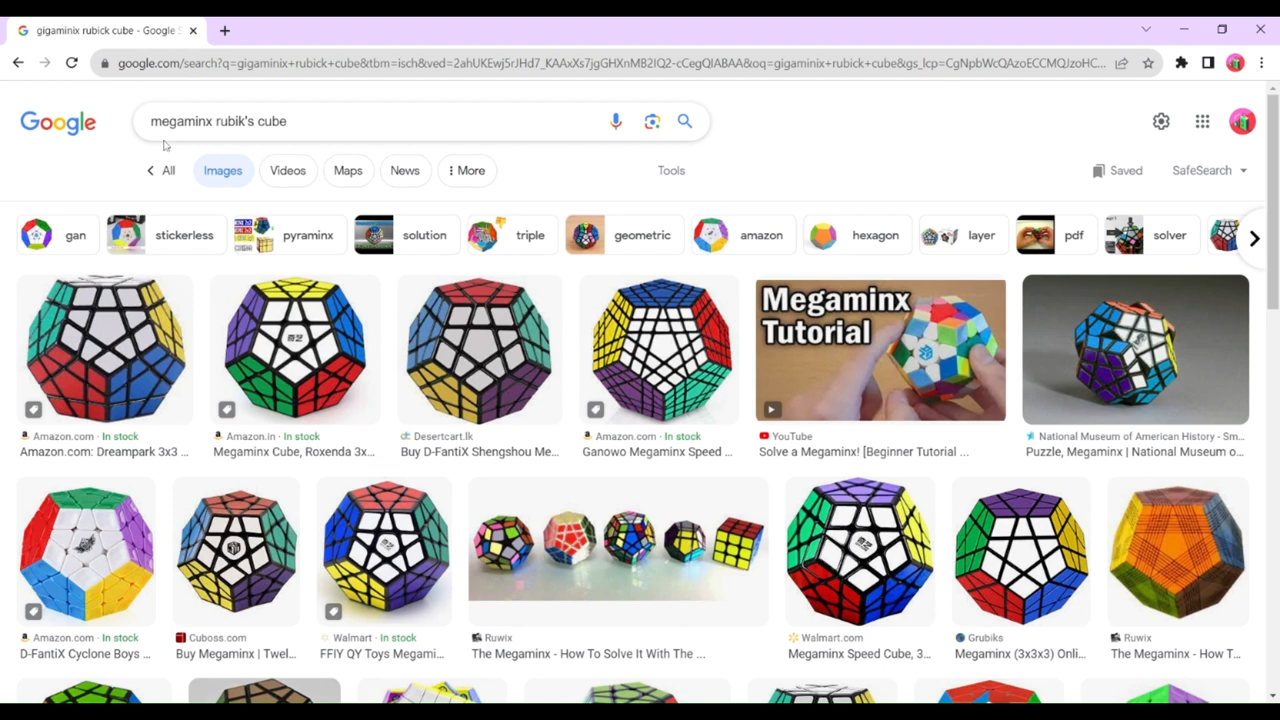 gigaminix rubick cube - Google S
google.com/search?q=gigaminix+rubick+cube&tbm=isch&ved=2ahUKEwj5rJHd7_KAAxXs7jgGHXnMB2IQ2-cCegQIABAA&oq=gigaminix+rubick+cube&gs_lcp=CgNpbWcQAzoECCMQJzoHC...
Google
megaminx rubik's cube
All Images Videos Maps News More Tools Saved SafeSearch
gan stickerless pyraminx solution triple geometric amazon hexagon layer pdf solver
Megaminx
Tutorial
Amazon.com · In stock
Amazon.com: Dreampark 3x3 ...
Amazon.in · In stock
Megaminx Cube, Roxenda 3x...
Desertcart.lk
Buy D-FantiX Shengshou Me...
Amazon.com · In stock
Ganowo Megaminx Speed ...
YouTube
Solve a Megaminx! [Beginner Tutorial ...
National Museum of American History - Sm...
Puzzle, Megaminx | National Museum o...
Amazon.com · In stock
D-FantiX Cyclone Boys ...
Cuboss.com
Buy Megaminx | Twel...
Walmart · In stock
FFIY QY Toys Megami...
Ruwix
The Megaminx - How To Solve It With The ...
Walmart.com
Megaminx Speed Cube, 3...
Grubiks
Megaminx (3x3x3) Onli...
Ruwix
The Megaminx - How T...